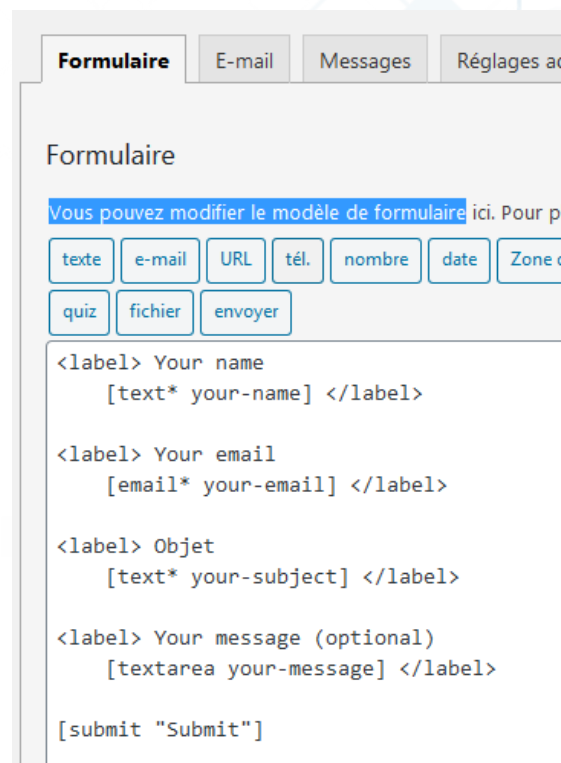 Formulaire E-mail Messages Réglages
Formulaire
Vous pouvez modifier le modèle de formulaire ici. Pour
texte e-mail URL tél. nombre date Zone
quiz fichier envoyer
<label> Your name
[text* your-name] </label>
<label> Your email
[email* your-email] </label>
<label> Objet
[text* your-subject] </label>
<label> Your message (optional)
[textarea your-message] </label>
[submit "Submit"]